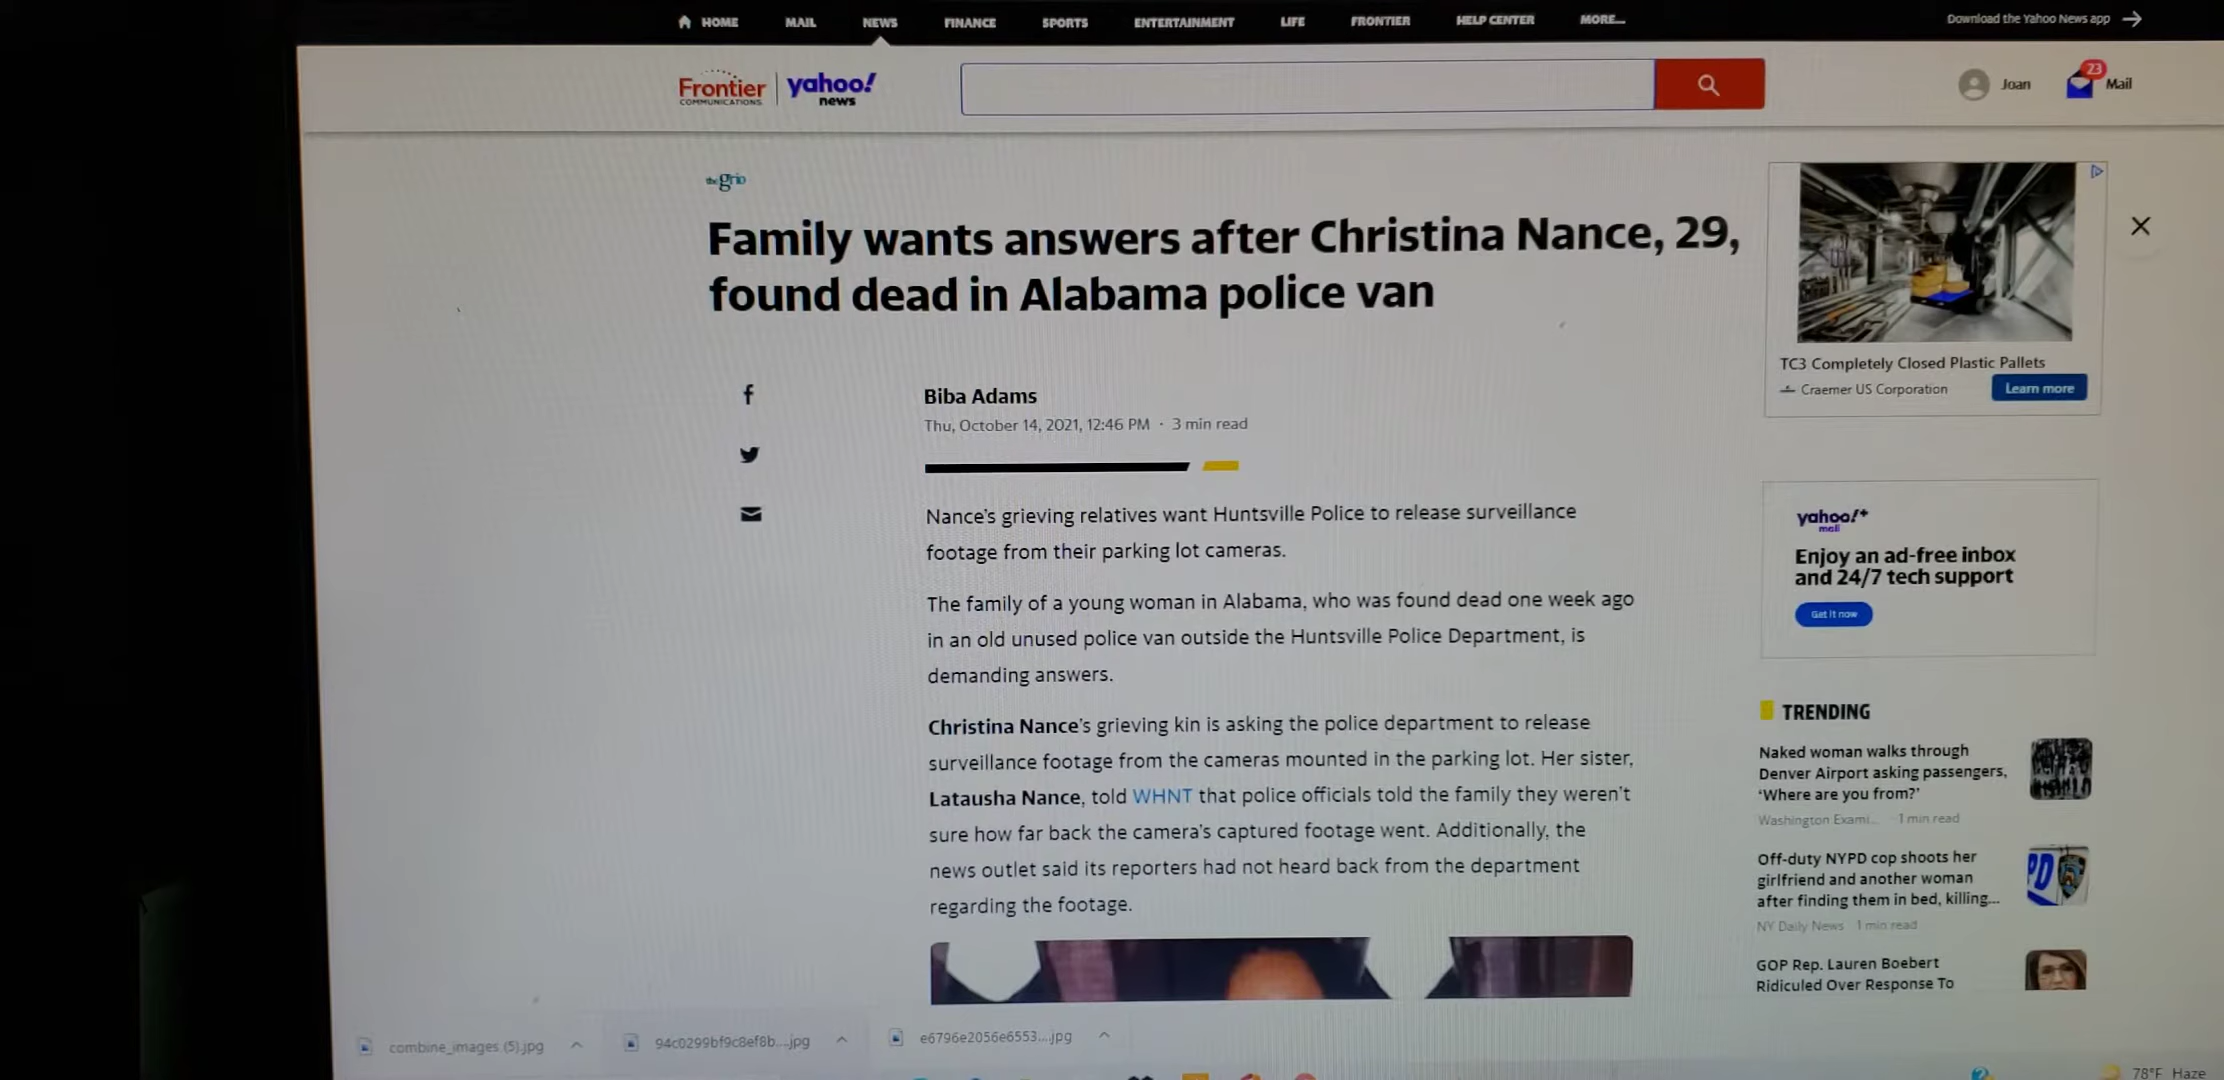 HOME MAIL NEWS FINANCE SPORTS ENTERTAINMENT LIFE FRONTIER HELP CENTER MORE...
Download the Yahoo News app
Frontier
COMMUNICATIONS
yahoo!
news
Joan
23
Mail
thegrio
Family wants answers after Christina Nance, 29,
found dead in Alabama police van
Biba Adams
Thu, October 14, 2021, 12:46 PM · 3 min read
Nance's grieving relatives want Huntsville Police to release surveillance
footage from their parking lot cameras.
The family of a young woman in Alabama, who was found dead one week ago
in an old unused police van outside the Huntsville Police Department, is
demanding answers.
Christina Nance's grieving kin is asking the police department to release
surveillance footage from the cameras mounted in the parking lot. Her sister,
Latausha Nance, told WHNT that police officials told the family they weren't
sure how far back the camera's captured footage went. Additionally, the
news outlet said its reporters had not heard back from the department
regarding the footage.
TC3 Completely Closed Plastic Pallets
Craemer US Corporation
Learn more
yahoo!+
mail
Enjoy an ad-free inbox
and 24/7 tech support
Get it now
TRENDING
Naked woman walks through
Denver Airport asking passengers,
'Where are you from?'
Washington Exami... · 1 min read
Off-duty NYPD cop shoots her
girlfriend and another woman
after finding them in bed, killing...
NY Daily News · 1 min read
PD
GOP Rep. Lauren Boebert
Ridiculed Over Response To
combine_images (5).jpg
94c0299bf9c8ef8b....jpg
e6796e2056e6553....jpg
78°F Haze